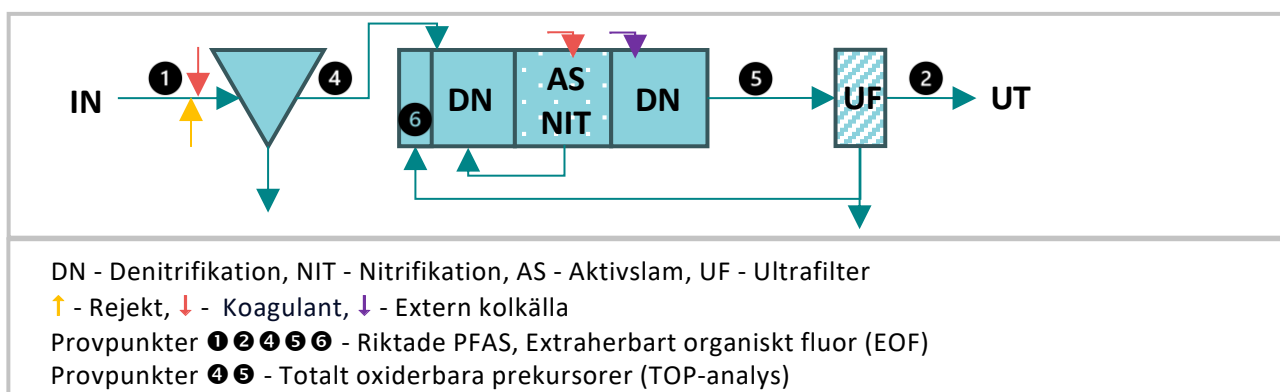 IN ❶ ❹ ❻ DN AS DN ❺ UF ❷ UT
NIT
DN - Denitrifikation, NIT - Nitrifikation, AS - Aktivslam, UF - Ultrafilter
↑ - Rejekt, ↓ - Koagulant, ↓ - Extern kolkälla
Provpunkter ❶❷❹❺❻ - Riktade PFAS, Extraherbart organiskt fluor (EOF)
Provpunkter ❹❺ - Totalt oxiderbara prekursorer (TOP-analys)